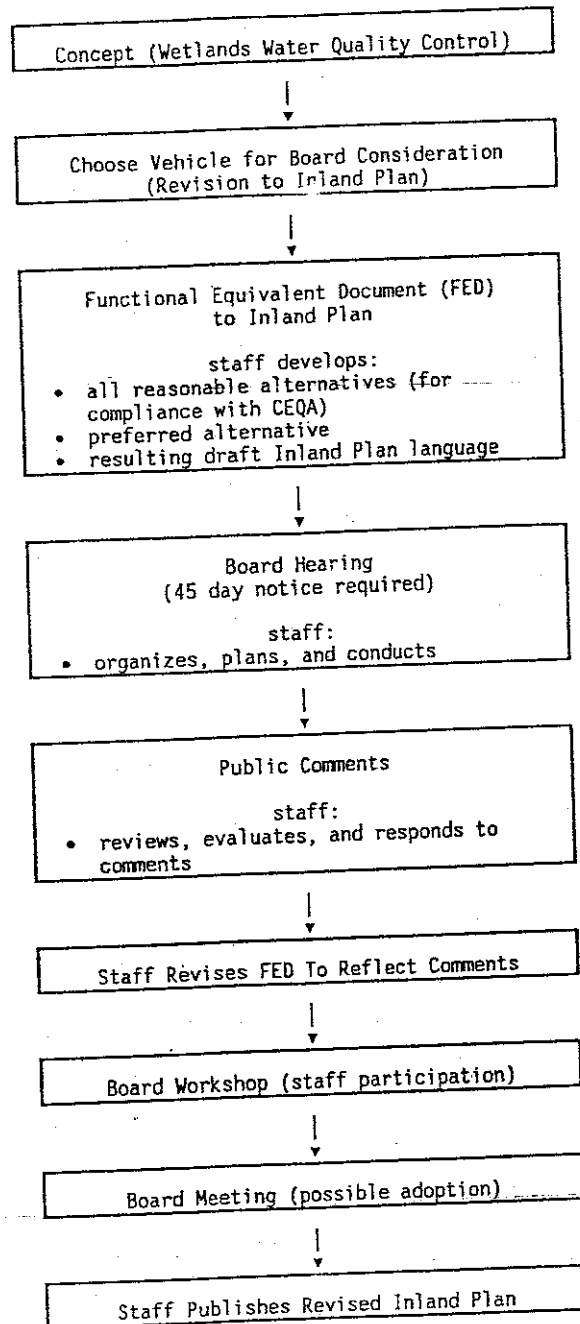 Concept (Wetlands Water Quality Control)
Choose Vehicle for Board Consideration
(Revision to Inland Plan)
Functional Equivalent Document (FED)
to Inland Plan
staff develops:
• all reasonable alternatives (for
compliance with CEQA)
• preferred alternative
• resulting draft Inland Plan language
Board Hearing
(45 day notice required)
staff:
• organizes, plans, and conducts
Public Comments
staff:
• reviews, evaluates, and responds to
comments
Staff Revises FED To Reflect Comments
Board Workshop (staff participation)
Board Meeting (possible adoption)
Staff Publishes Revised Inland Plan